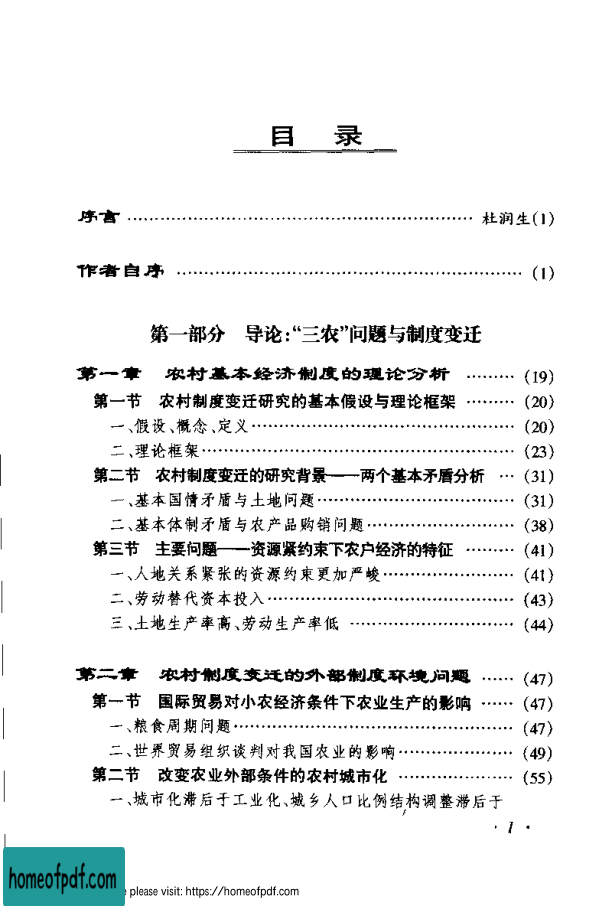 目 录
序言 …………………………………………… 杜润生(1)
作者自序 …………………………………………… (1)
第一部分 导论:“三农”问题与制度变迁
第一章 农村基本经济制度的理论分析 ……… (19)
第一节 农村制度变迁研究的基本假设与理论框架 ……… (20)
一、假设、概念、定义 ……………………………… (20)
二、理论框架 ……………………………………… (23)
第二节 农村制度变迁的研究背景——两个基本矛盾分析 … (31)
一、基本国情矛盾与土地问题 ……………………… (31)
二、基本体制矛盾与农产品购销问题 ……………… (38)
第三节 主要问题——资源紧约束下农户经济的特征 ……… (41)
一、人地关系紧张的资源约束更加严峻 …………… (41)
二、劳动替代资本投入 ……………………………… (43)
三、土地生产率高、劳动生产率低 ………………… (44)
第二章 农村制度变迁的外部制度环境问题 …… (47)
第一节 国际贸易对小农经济条件下农业生产的影响 …… (47)
一、粮食周期问题 ………………………………… (47)
二、世界贸易组织谈判对我国农业的影响 ………… (49)
第二节 改变农业外部条件的农村城市化 …………… (55)
一、城市化滞后于工业化、城乡人口比例结构调整滞后于
· 1 ·
homeofpdf.com
please visit: https://homeofpdf.com